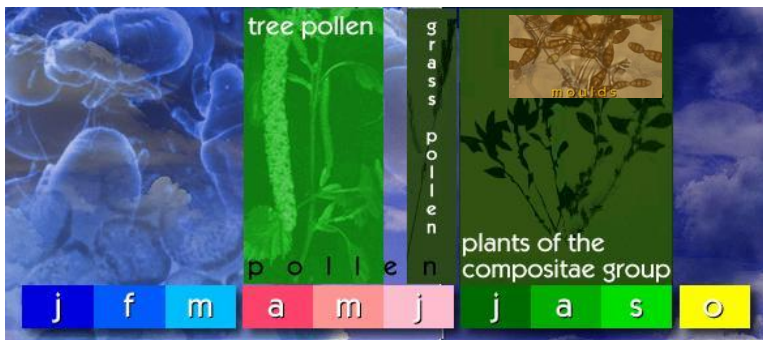 tree pollen
grass pollen
moulds
plants of the
compositae group
pollen
j f m a m j j a s o